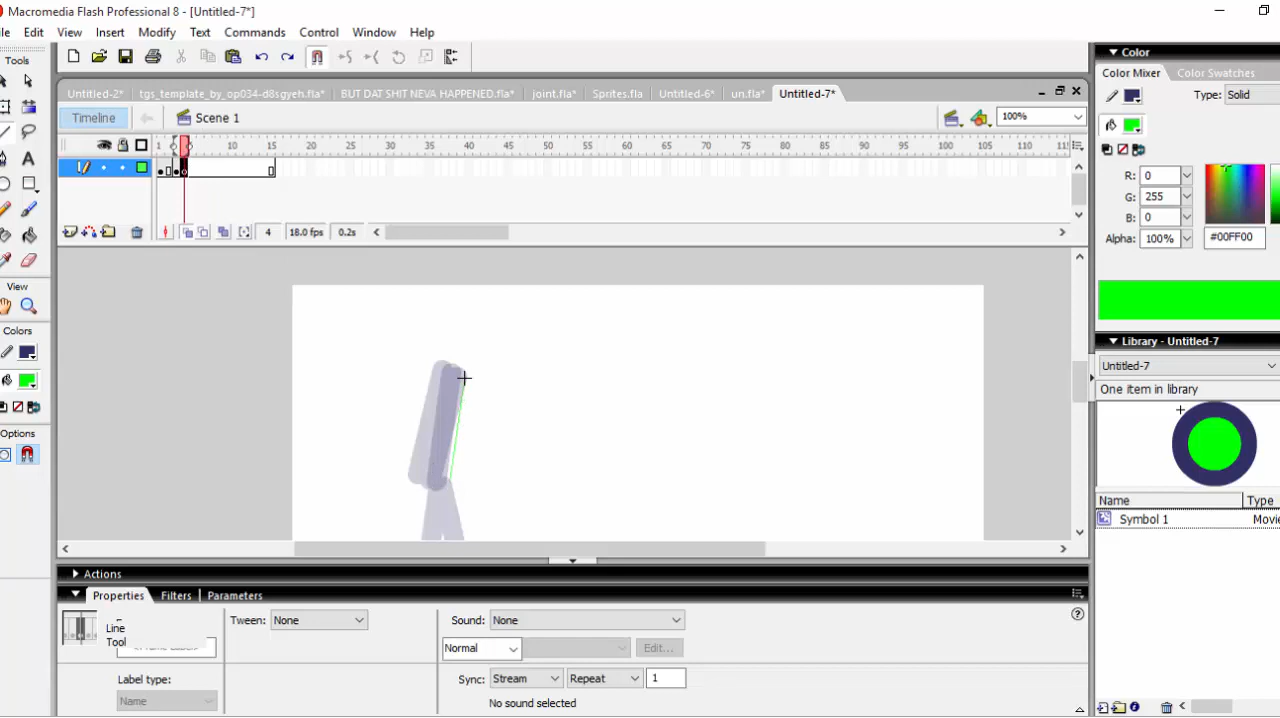 Macromedia Flash Professional 8 - [Untitled-7*]
Edit View Insert Modify Text Commands Control Window Help
Tools
Untitled-2* tgs_template_by_op034-d8sgyeh.fla* BUT DAT SHIT NEVA HAPPENED.fla* joint.fla* Sprites.fla Untitled-6* un.fla* Untitled-7*
Timeline Scene 1 100%
1 5 10 15 20 25 30 35 40 45 50 55 60 65 70 75 80 85 90 95 100 105 110 115
4 18.0 fps 0.2s
View
Colors
Options
Color
Color Mixer Color Swatches
Type: Solid
R: 0
G: 255
B: 0
Alpha: 100% #00FF00
Library - Untitled-7
Untitled-7
One item in library
Name Type
Symbol 1 Movie
Actions
Properties Filters Parameters
Line
Tool
Tween: None
Sound: None
Normal Edit...
Label type:
Name
Sync: Stream Repeat 1
No sound selected